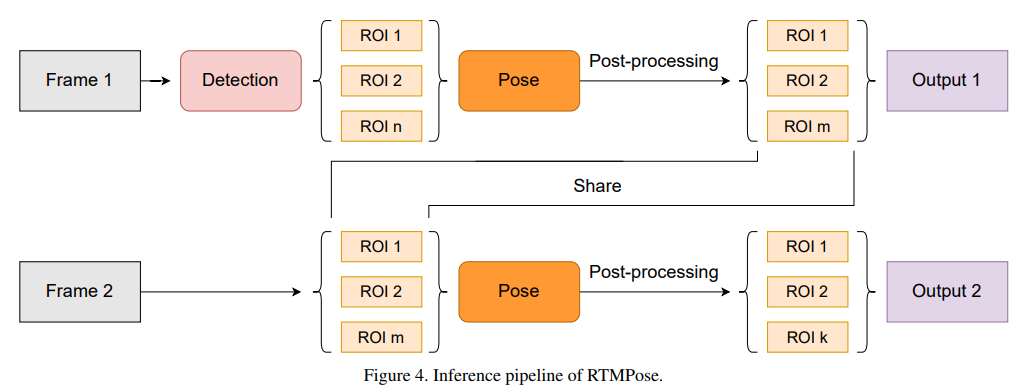 Frame 1
Detection
ROI 1
ROI 2
ROI n
Pose
Post-processing
ROI 1
ROI 2
ROI m
Output 1
Share
Frame 2
ROI 1
ROI 2
ROI m
Pose
Post-processing
ROI 1
ROI 2
ROI k
Output 2
Figure 4. Inference pipeline of RTMPose.